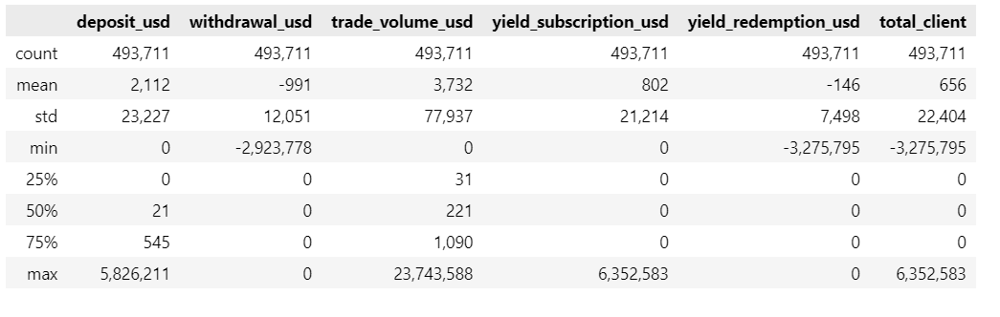 deposit_usd withdrawal_usd trade_volume_usd yield_subscription_usd yield_redemption_usd total_client
count 493,711 493,711 493,711 493,711 493,711 493,711
mean 2,112 -991 3,732 802 -146 656
std 23,227 12,051 77,937 21,214 7,498 22,404
min 0 -2,923,778 0 0 -3,275,795 -3,275,795
25% 0 0 31 0 0 0
50% 21 0 221 0 0 0
75% 545 0 1,090 0 0 0
max 5,826,211 0 23,743,588 6,352,583 0 6,352,583